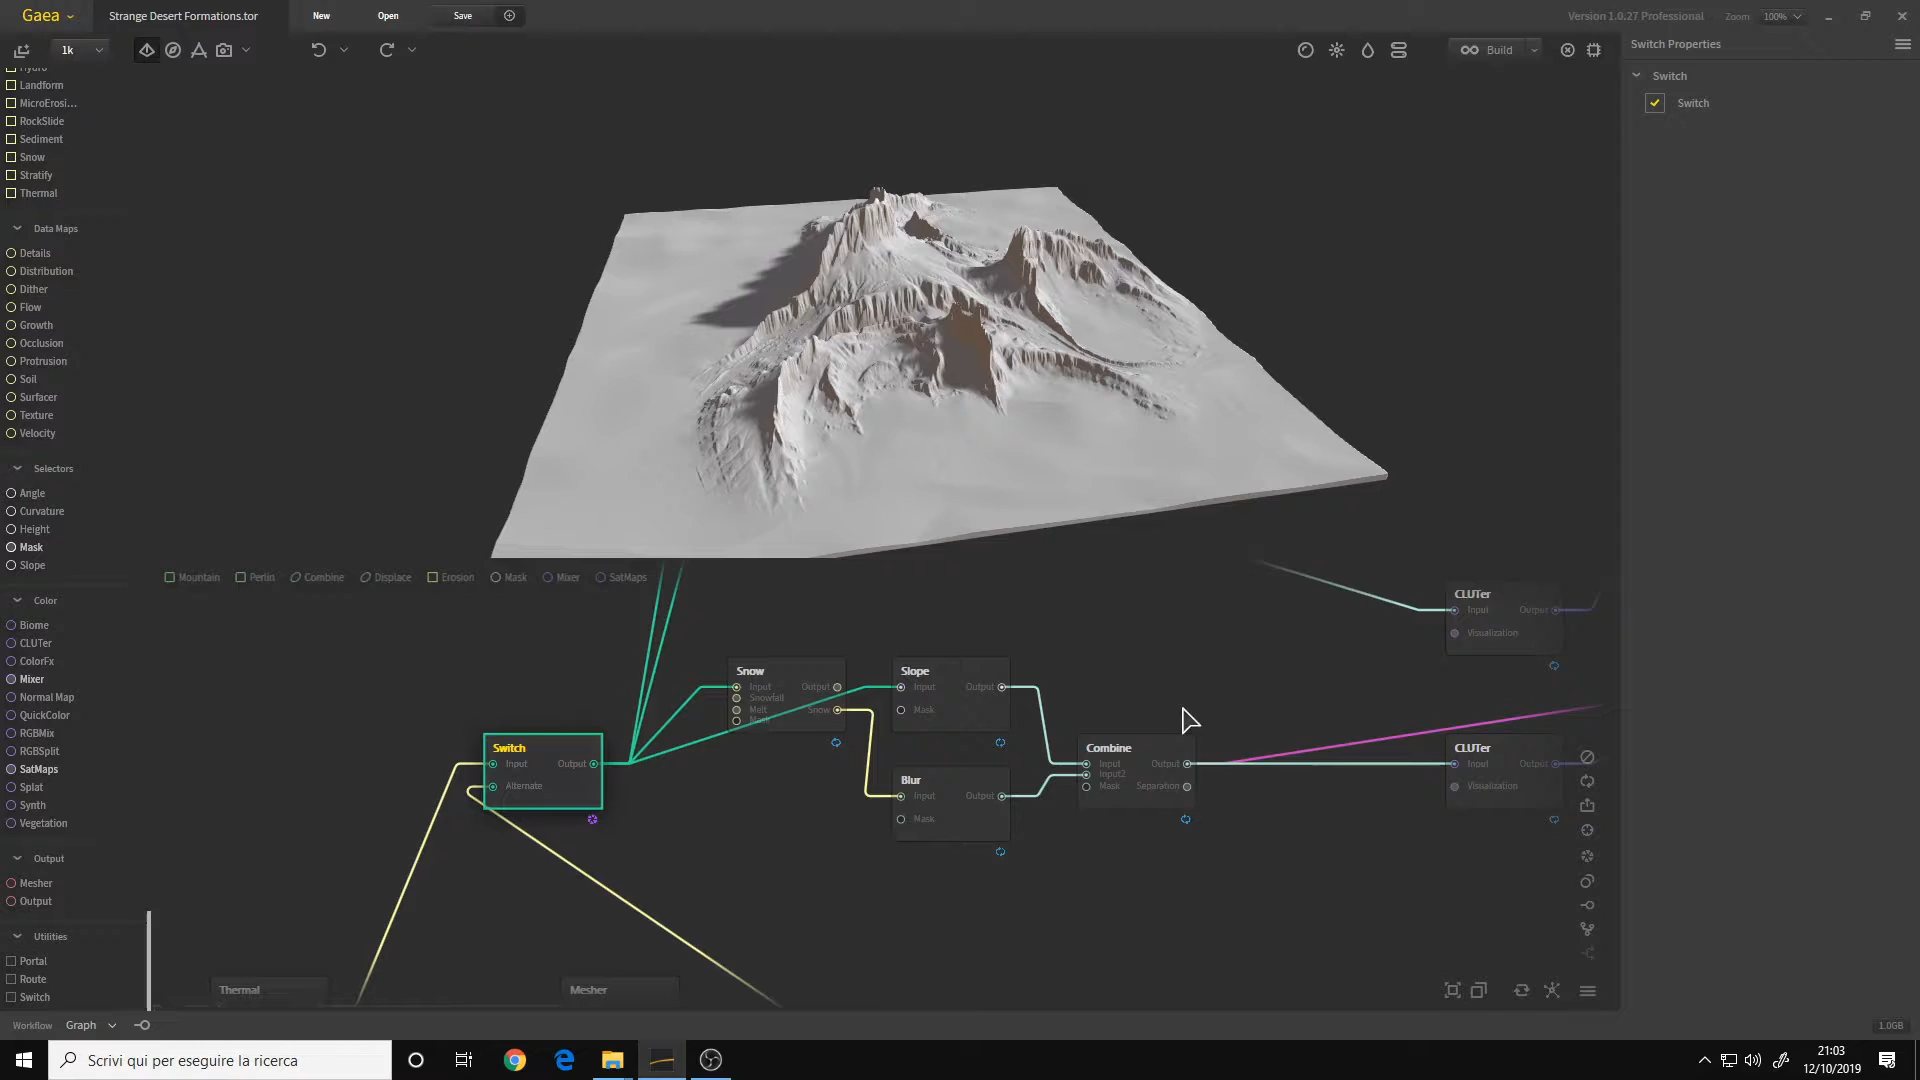 Gaea
Strange Desert Formations.tor
New
Open
Save
Version 1.0.27 Professional
Zoom
100%
1k
Build
Switch Properties
Switch
Switch
Hydro
Landform
MicroErosi...
RockSlide
Sediment
Snow
Stratify
Thermal
Data Maps
Details
Distribution
Dither
Flow
Growth
Occlusion
Protrusion
Soil
Surfacer
Texture
Velocity
Selectors
Angle
Curvature
Height
Mask
Slope
Color
Biome
CLUTer
ColorFx
Mixer
Normal Map
QuickColor
RGBMix
RGBSplit
SatMaps
Splat
Synth
Vegetation
Output
Mesher
Output
Utilities
Portal
Route
Switch
Mountain Perlin Combine Displace Erosion Mask Mixer SatMaps
CLUTer
Input Output
Visualization
Snow
Input Output
Snowfall
Melt Snow
Mask
Slope
Input Output
Mask
Switch
Input Output
Alternate
Blur
Input Output
Mask
Combine
Input Output
Input2
Mask Separation
CLUTer
Input Output
Visualization
Thermal
Mesher
Workflow Graph
1.0GB
Scrivi qui per eseguire la ricerca
21:03
12/10/2019